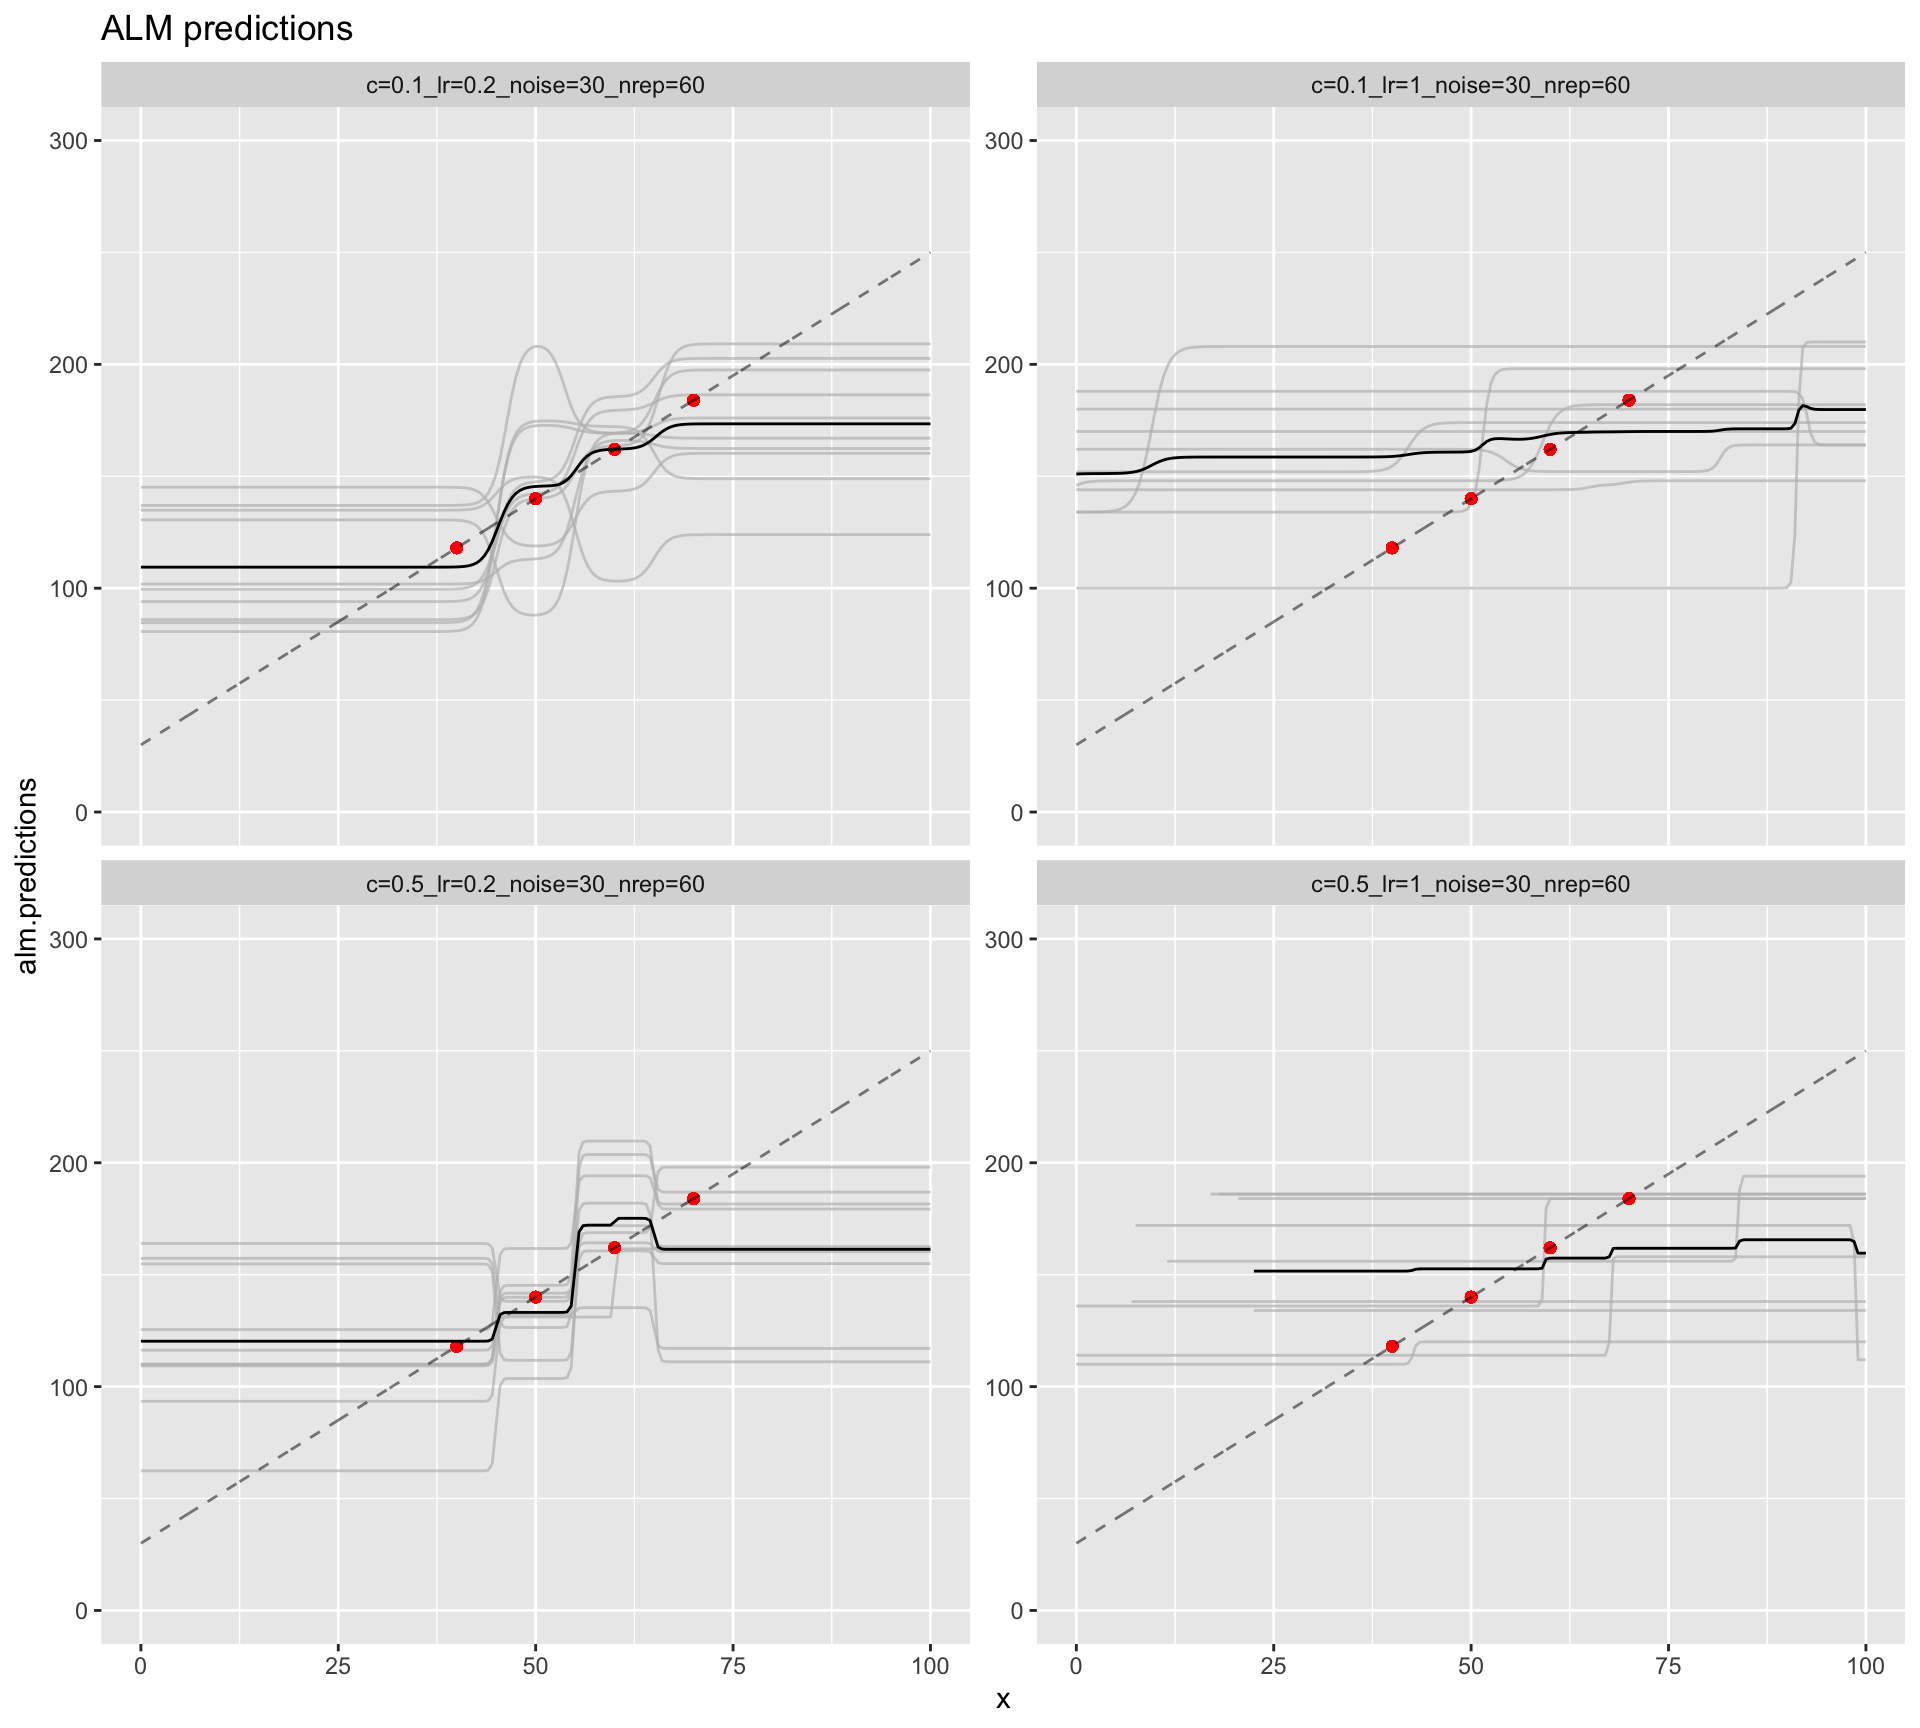 ALM predictions
c=0.1_lr=0.2_noise=30_nrep=60
c=0.1_lr=1_noise=30_nrep=60
300
200
100
0
300
200
100
0
alm.predictions
c=0.5_lr=0.2_noise=30_nrep=60
c=0.5_lr=1_noise=30_nrep=60
300
200
100
0
300
200
100
0
0 25 50 75 100
0 25 50 75 100
x